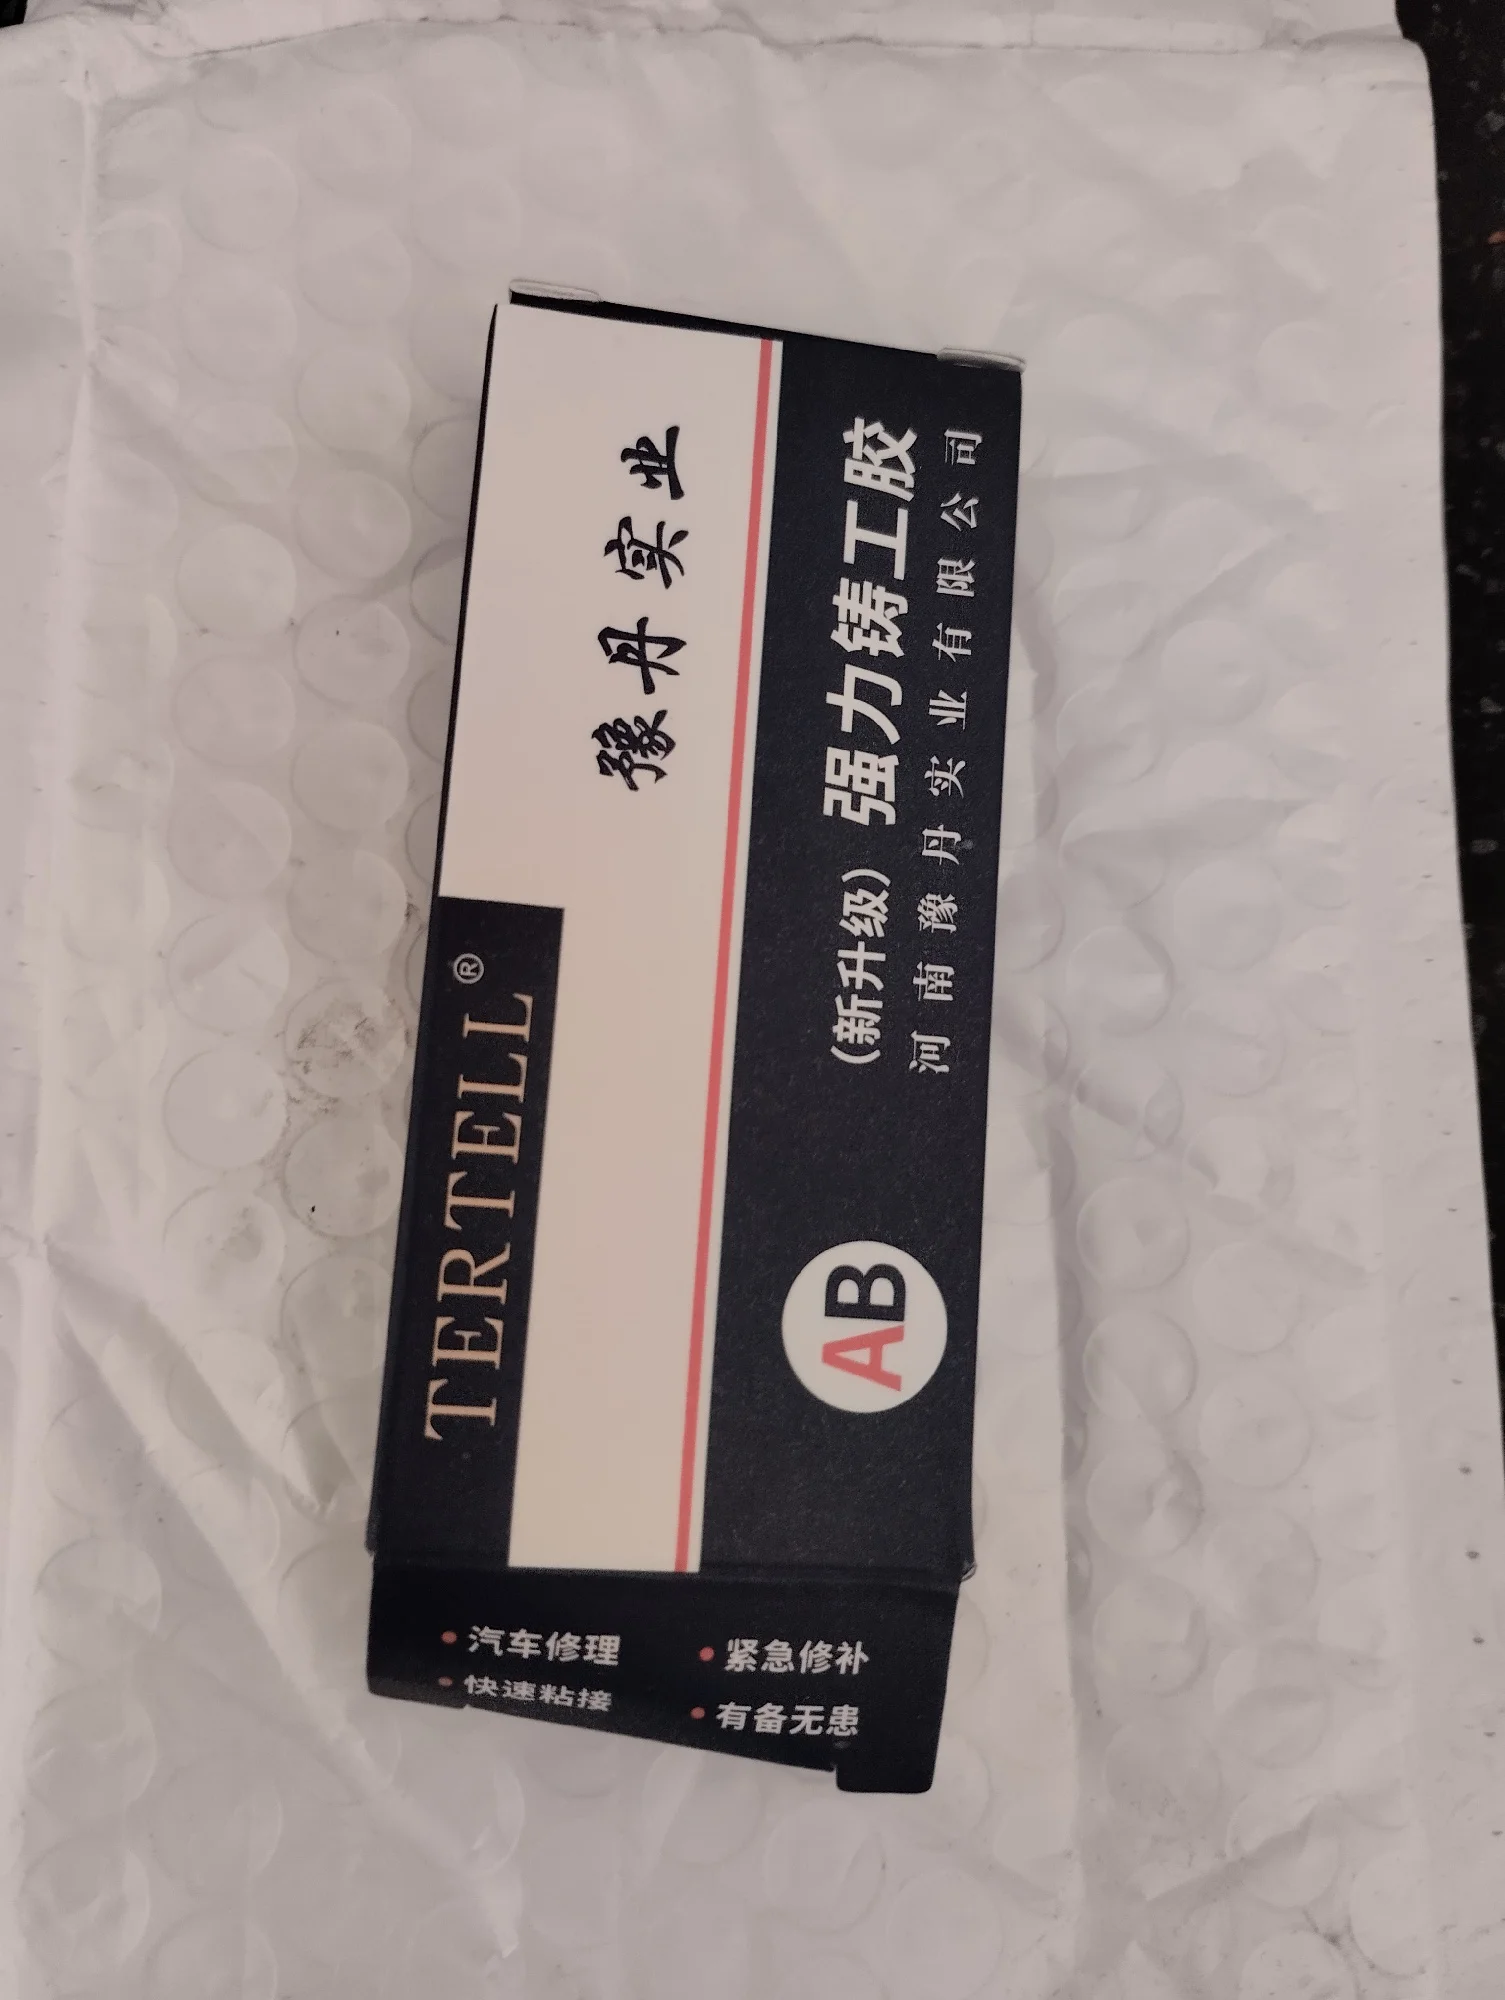 TERTELL®
豫丹实业
AB
(新升级) 强力铸工胶
河南豫丹实业有限公司
• 汽车修理
• 紧急修补
• 快速粘接
• 有备无患